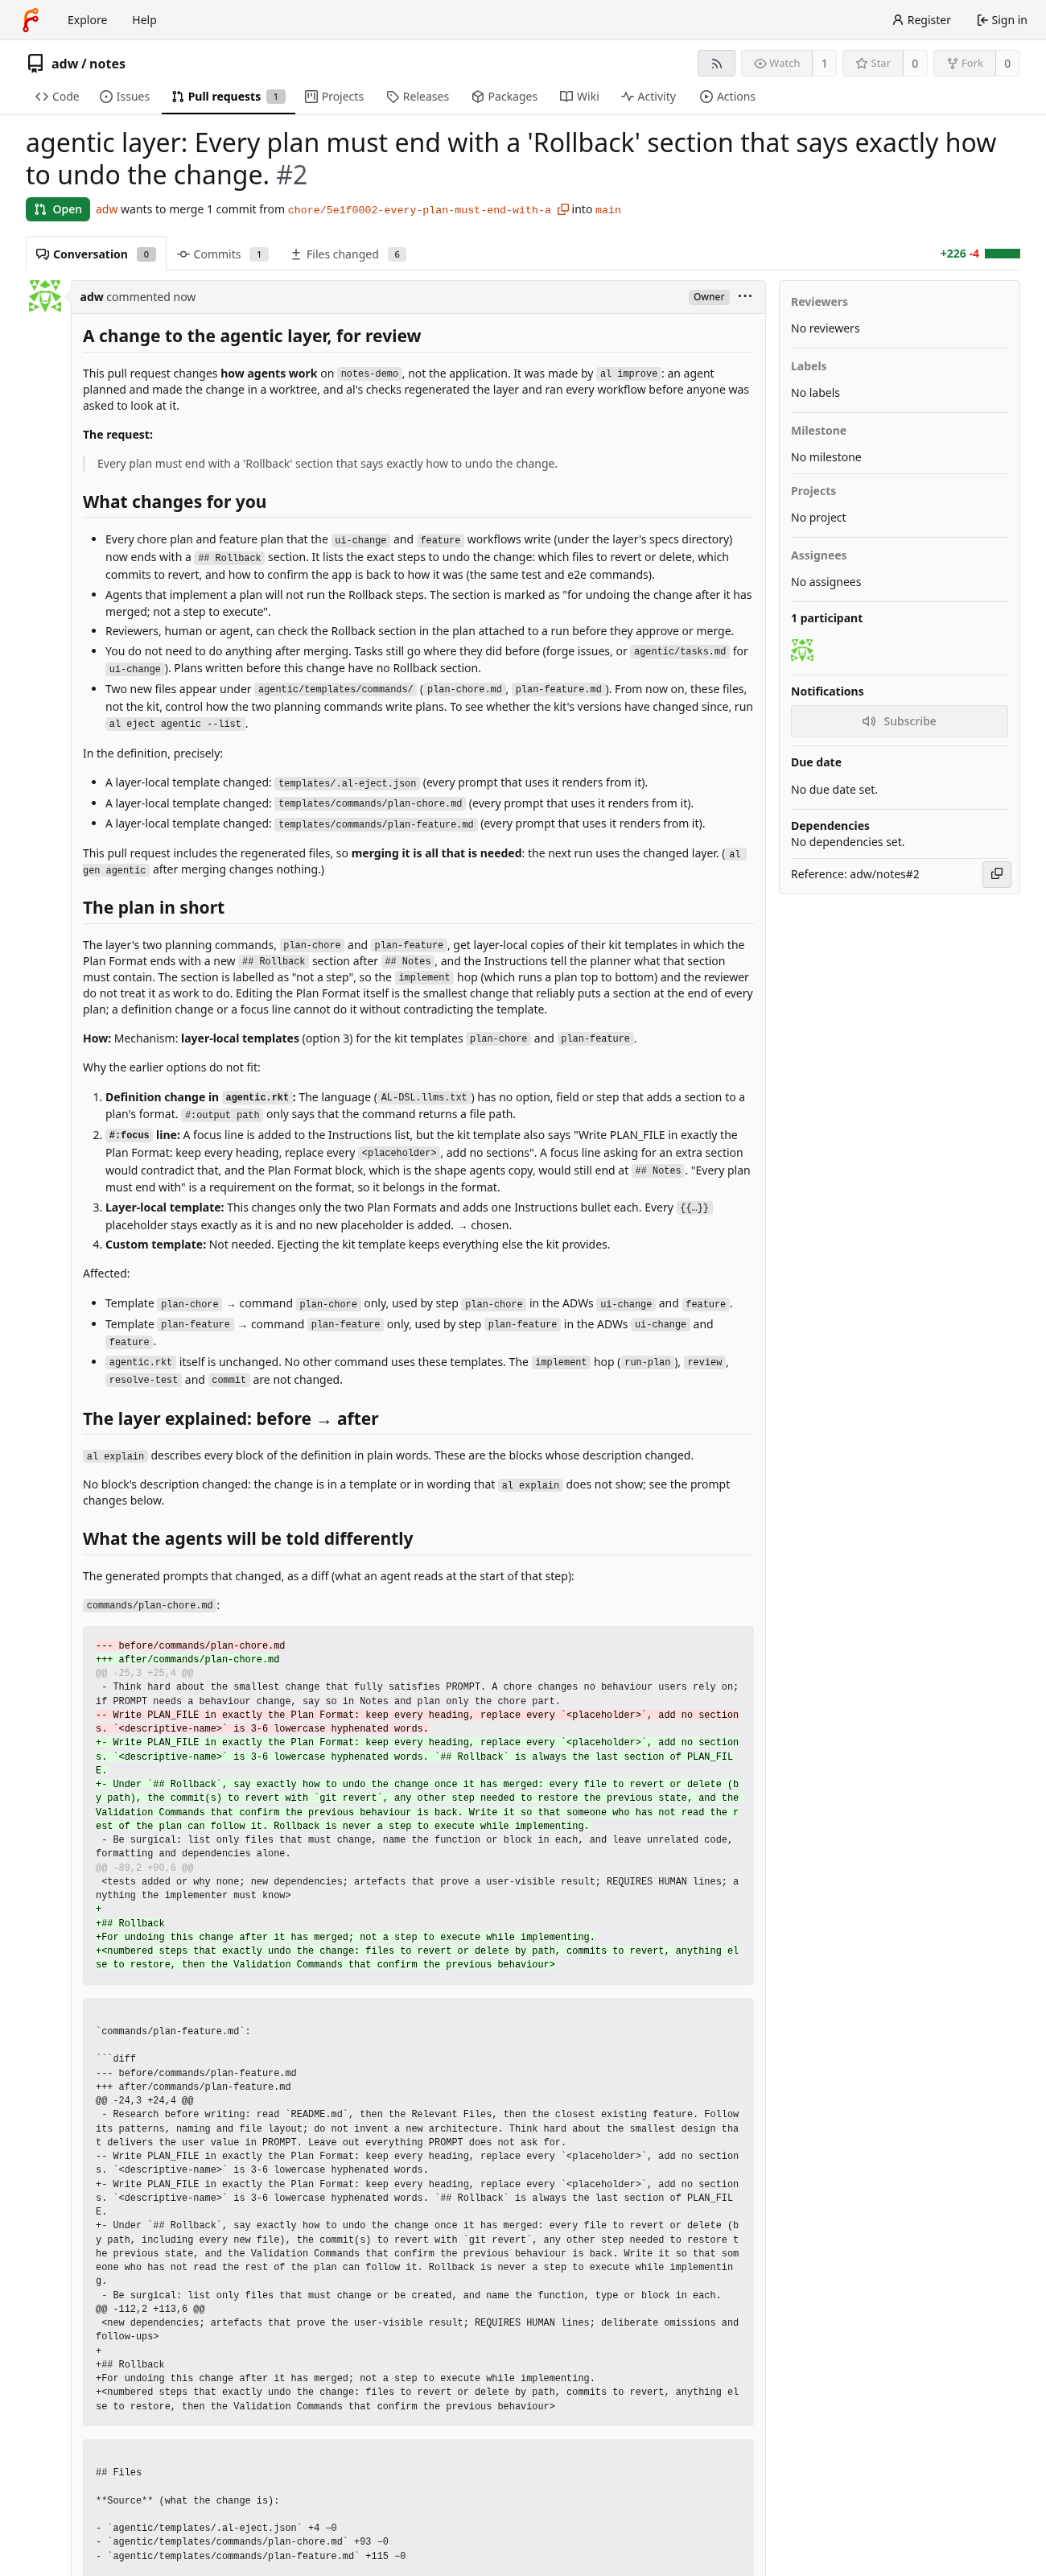 Explore
Help
Register
Sign in
adw / notes
Watch 1
Star 0
Fork 0
Code
Issues
Pull requests 1
Projects
Releases
Packages
Wiki
Activity
Actions
agentic layer: Every plan must end with a 'Rollback' section that says exactly how
to undo the change. #2
Open
adw wants to merge 1 commit from chore/5e1f0002-every-plan-must-end-with-a into main
Conversation 0
Commits 1
Files changed 6
+226 -4
adw commented now
Owner
A change to the agentic layer, for review
This pull request changes how agents work on notes-demo, not the application. It was made by al improve: an agent
planned and made the change in a worktree, and al's checks regenerated the layer and ran every workflow before anyone was
asked to look at it.
The request:
Every plan must end with a 'Rollback' section that says exactly how to undo the change.
What changes for you
• Every chore plan and feature plan that the ui-change and feature workflows write (under the layer's specs directory)
now ends with a ## Rollback section. It lists the exact steps to undo the change: which files to revert or delete, which
commits to revert, and how to confirm the app is back to how it was (the same test and e2e commands).
• Agents that implement a plan will not run the Rollback steps. The section is marked as "for undoing the change after it has
merged; not a step to execute".
• Reviewers, human or agent, can check the Rollback section in the plan attached to a run before they approve or merge.
• You do not need to do anything after merging. Tasks still go where they did before (forge issues, or agentic/tasks.md for
ui-change). Plans written before this change have no Rollback section.
• Two new files appear under agentic/templates/commands/ (plan-chore.md, plan-feature.md). From now on, these files,
not the kit, control how the two planning commands write plans. To see whether the kit's versions have changed since, run
al eject agentic --list.
In the definition, precisely:
• A layer-local template changed: templates/.al-eject.json (every prompt that uses it renders from it).
• A layer-local template changed: templates/commands/plan-chore.md (every prompt that uses it renders from it).
• A layer-local template changed: templates/commands/plan-feature.md (every prompt that uses it renders from it).
This pull request includes the regenerated files, so merging it is all that is needed: the next run uses the changed layer. (al
gen agentic after merging changes nothing.)
The plan in short
The layer's two planning commands, plan-chore and plan-feature, get layer-local copies of their kit templates in which the
Plan Format ends with a new ## Rollback section after ## Notes, and the Instructions tell the planner what that section
must contain. The section is labelled as "not a step", so the implement hop (which runs a plan top to bottom) and the reviewer
do not treat it as work to do. Editing the Plan Format itself is the smallest change that reliably puts a section at the end of every
plan; a definition change or a focus line cannot do it without contradicting the template.
How: Mechanism: layer-local templates (option 3) for the kit templates plan-chore and plan-feature.
Why the earlier options do not fit:
1. Definition change in agentic.rkt: The language (AL-DSL.llms.txt) has no option, field or step that adds a section to a
plan's format. #:output path only says that the command returns a file path.
2. #:focus line: A focus line is added to the Instructions list, but the kit template also says "Write PLAN_FILE in exactly the
Plan Format: keep every heading, replace every <placeholder>, add no sections". A focus line asking for an extra section
would contradict that, and the Plan Format block, which is the shape agents copy, would still end at ## Notes. "Every plan
must end with" is a requirement on the format, so it belongs in the format.
3. Layer-local template: This changes only the two Plan Formats and adds one Instructions bullet each. Every {{…}}
placeholder stays exactly as it is and no new placeholder is added. → chosen.
4. Custom template: Not needed. Ejecting the kit template keeps everything else the kit provides.
Affected:
• Template plan-chore → command plan-chore only, used by step plan-chore in the ADWs ui-change and feature.
• Template plan-feature → command plan-feature only, used by step plan-feature in the ADWs ui-change and
feature.
• agentic.rkt itself is unchanged. No other command uses these templates. The implement hop (run-plan), review,
resolve-test and commit are not changed.
The layer explained: before → after
al explain describes every block of the definition in plain words. These are the blocks whose description changed.
No block's description changed: the change is in a template or in wording that al explain does not show; see the prompt
changes below.
What the agents will be told differently
The generated prompts that changed, as a diff (what an agent reads at the start of that step):
commands/plan-chore.md:
--- before/commands/plan-chore.md
+++ after/commands/plan-chore.md
@@ -25,3 +25,4 @@
- Think hard about the smallest change that fully satisfies PROMPT. A chore changes no behaviour users rely on;
if PROMPT needs a behaviour change, say so in Notes and plan only the chore part.
-- Write PLAN_FILE in exactly the Plan Format: keep every heading, replace every `<placeholder>`, add no section
s. `<descriptive-name>` is 3-6 lowercase hyphenated words.
+- Write PLAN_FILE in exactly the Plan Format: keep every heading, replace every `<placeholder>`, add no section
s. `<descriptive-name>` is 3-6 lowercase hyphenated words. `## Rollback` is always the last section of PLAN_FIL
E.
+- Under `## Rollback`, say exactly how to undo the change once it has merged: every file to revert or delete (b
y path), the commit(s) to revert with `git revert`, any other step needed to restore the previous state, and the
Validation Commands that confirm the previous behaviour is back. Write it so that someone who has not read the r
est of the plan can follow it. Rollback is never a step to execute while implementing.
- Be surgical: list only files that must change, name the function or block in each, and leave unrelated code,
formatting and dependencies alone.
@@ -89,2 +90,6 @@
<tests added or why none; new dependencies; artefacts that prove a user-visible result; REQUIRES HUMAN lines; a
nything the implementer must know>
+
+## Rollback
+For undoing this change after it has merged; not a step to execute while implementing.
+<numbered steps that exactly undo the change: files to revert or delete by path, commits to revert, anything el
se to restore, then the Validation Commands that confirm the previous behaviour>
`commands/plan-feature.md`:
```diff
--- before/commands/plan-feature.md
+++ after/commands/plan-feature.md
@@ -24,3 +24,4 @@
- Research before writing: read `README.md`, then the Relevant Files, then the closest existing feature. Follow
its patterns, naming and file layout; do not invent a new architecture. Think hard about the smallest design tha
t delivers the user value in PROMPT. Leave out everything PROMPT does not ask for.
-- Write PLAN_FILE in exactly the Plan Format: keep every heading, replace every `<placeholder>`, add no section
s. `<descriptive-name>` is 3-6 lowercase hyphenated words.
+- Write PLAN_FILE in exactly the Plan Format: keep every heading, replace every `<placeholder>`, add no section
s. `<descriptive-name>` is 3-6 lowercase hyphenated words. `## Rollback` is always the last section of PLAN_FIL
E.
+- Under `## Rollback`, say exactly how to undo the change once it has merged: every file to revert or delete (b
y path, including every new file), the commit(s) to revert with `git revert`, any other step needed to restore t
he previous state, and the Validation Commands that confirm the previous behaviour is back. Write it so that som
eone who has not read the rest of the plan can follow it. Rollback is never a step to execute while implementin
g.
- Be surgical: list only files that must change or be created, and name the function, type or block in each.
@@ -112,2 +113,6 @@
<new dependencies; artefacts that prove the user-visible result; REQUIRES HUMAN lines; deliberate omissions and
follow-ups>
+
+## Rollback
+For undoing this change after it has merged; not a step to execute while implementing.
+<numbered steps that exactly undo the change: files to revert or delete by path, commits to revert, anything el
se to restore, then the Validation Commands that confirm the previous behaviour>
## Files
**Source** (what the change is):
- `agentic/templates/.al-eject.json` +4 −0
- `agentic/templates/commands/plan-chore.md` +93 −0
- `agentic/templates/commands/plan-feature.md` +115 −0
Reviewers
No reviewers
Labels
No labels
Milestone
No milestone
Projects
No project
Assignees
No assignees
1 participant
Notifications
Subscribe
Due date
No due date set.
Dependencies
No dependencies set.
Reference: adw/notes#2